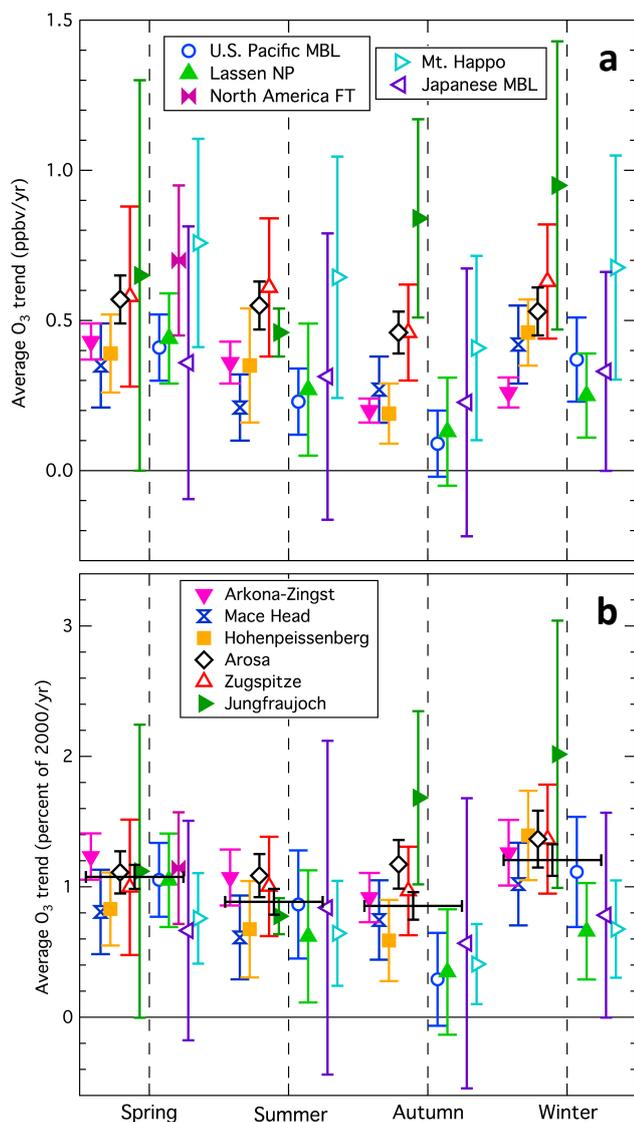 1.5
a
U.S. Pacific MBL
Lassen NP
North America FT
Mt. Happo
Japanese MBL
1.0
0.5
0.0
Average O3 trend (ppbv/yr)
b
Arkona-Zingst
Mace Head
Hohenpeissenberg
Arosa
Zugspitze
Jungfraujoch
3
2
1
0
Average O3 trend (percent of 2000/yr)
Spring
Summer
Autumn
Winter